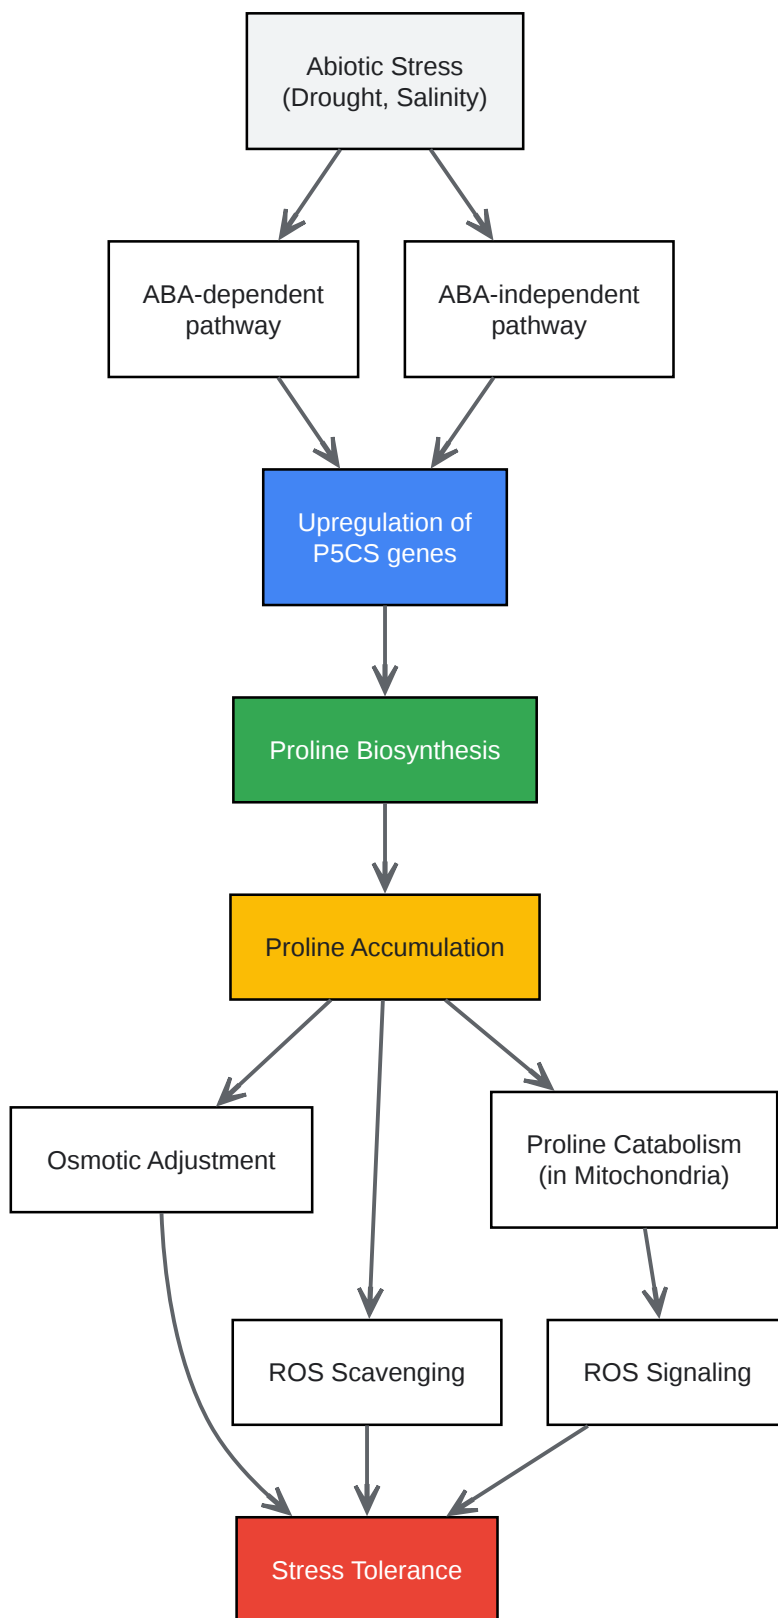 Abiotic Stress
(Drought, Salinity)
ABA-dependent
pathway
ABA-independent
pathway
Upregulation of
P5CS genes
Proline Biosynthesis
Proline Accumulation
Osmotic Adjustment
Proline Catabolism
(in Mitochondria)
ROS Scavenging
ROS Signaling
Stress Tolerance